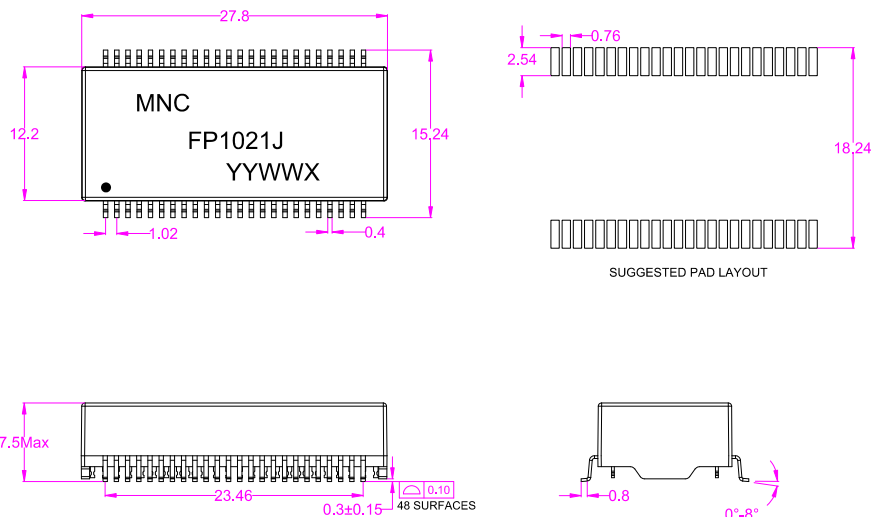 27.8
0.76
2.54
MNC
FP1021J
YYWWX
12.2
15.24
18.24
1.02
0.4
SUGGESTED PAD LAYOUT
7.5Max
23.46
0.3±0.15
0.10
48 SURFACES
0.8
0°-8°